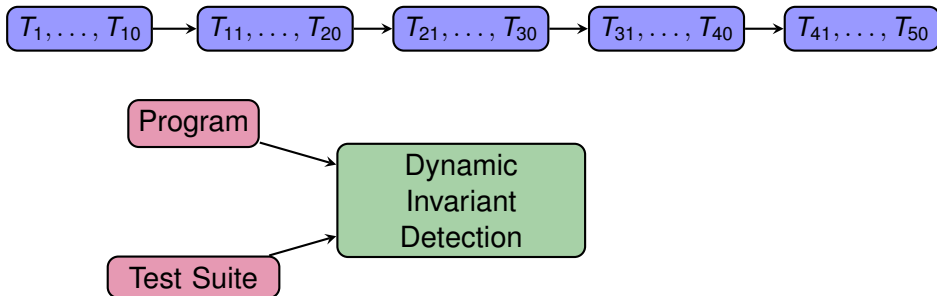 T1, . . . , T10
T11, . . . , T20
T21, . . . , T30
T31, . . . , T40
T41, . . . , T50
Program
Dynamic
Invariant
Detection
Test Suite